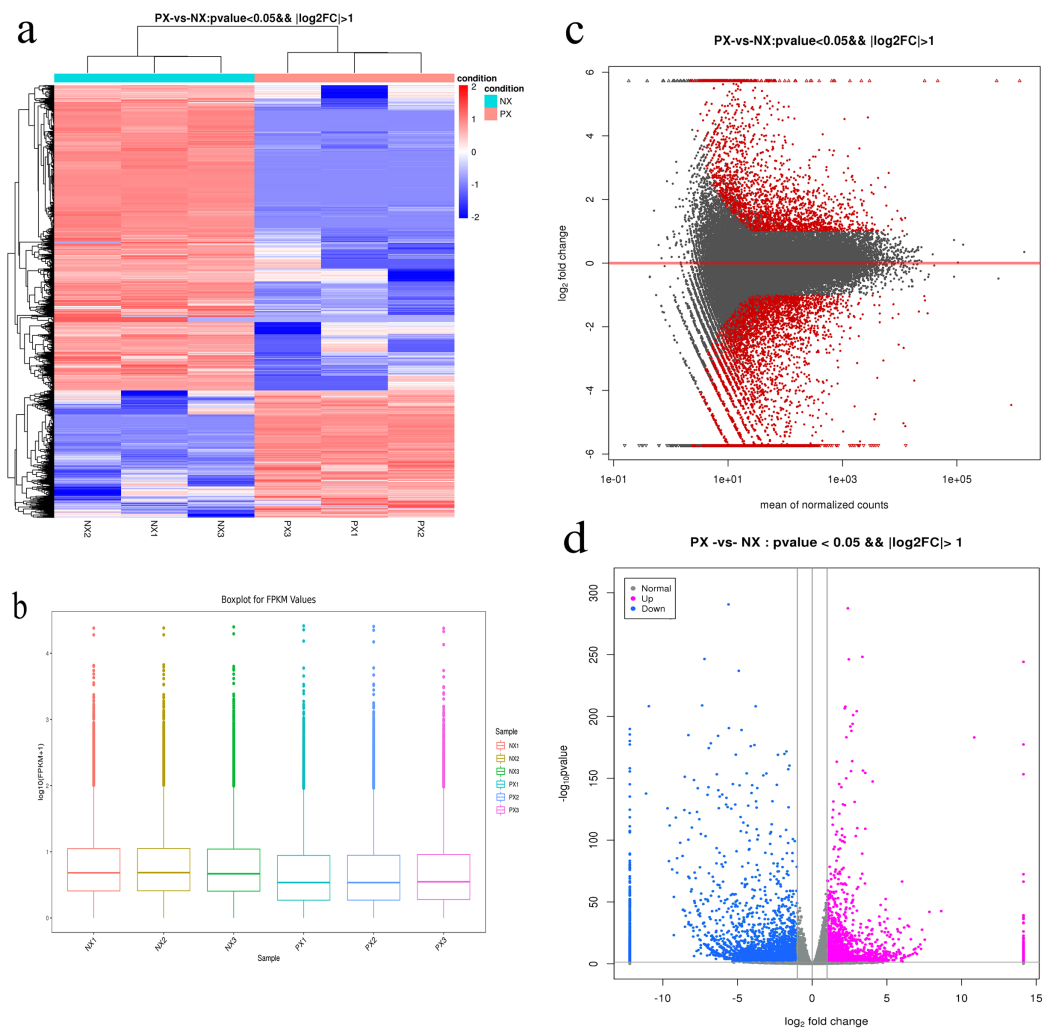 a
PX-vs-NX:pvalue<0.05&& |log2FC|>1
condition
2
1
0
-1
-2
condition
NX
PX
NX2
NX1
NX3
PX3
PX1
PX2
b
Boxplot for FPKM Values
log10(FPKM+1)
4
3
2
1
0
NX1
NX2
NX3
PX1
PX2
PX3
Sample
Sample
NX1
NX2
NX3
PX1
PX2
PX3
c
PX-vs-NX:pvalue<0.05&& |log2FC|>1
log₂ fold change
6
4
2
0
-2
-4
-6
1e-01
1e+01
1e+03
1e+05
mean of normalized counts
d
PX -vs- NX : pvalue < 0.05 && |log2FC|> 1
Normal
Up
Down
-log₁₀pvalue
300
250
200
150
100
50
0
-10
-5
0
5
10
15
log₂ fold change